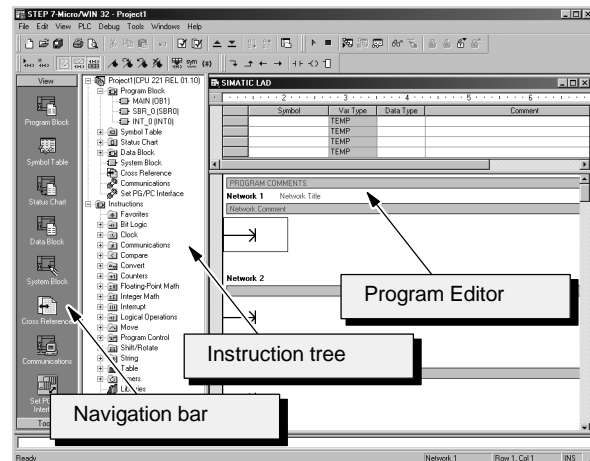 STEP 7-Micro/WIN 32 - Project1
File Edit View PLC Debug Tools Windows Help
View
Program Block
Symbol Table
Status Chart
Data Block
System Block
Cross Reference
Communications
Set
Project1(CPU 221 REL 01.10)
Program Block
MAIN (OB1)
SBR_0 (SBR0)
INT_0 (INT0)
Symbol Table
Status Chart
Data Block
System Block
Cross Reference
Communications
Set PG/PC Interface
Instructions
Favorites
Bit Logic
Clock
Communications
Compare
Convert
Counters
Floating-Point Math
Integer Math
Interrupt
Logical Operations
Move
Program Control
Shift/Rotate
String
Table
Timers
Libraries
SIMATIC LAD
2 3 4 5 6
Symbol Var Type Data Type Comment
TEMP
TEMP
TEMP
TEMP
PROGRAM COMMENTS
Network 1 Network Title
Network Comment
Network 2
Program Editor
Instruction tree
Navigation bar
Ready
Network 1 Row 1, Col 1 INS